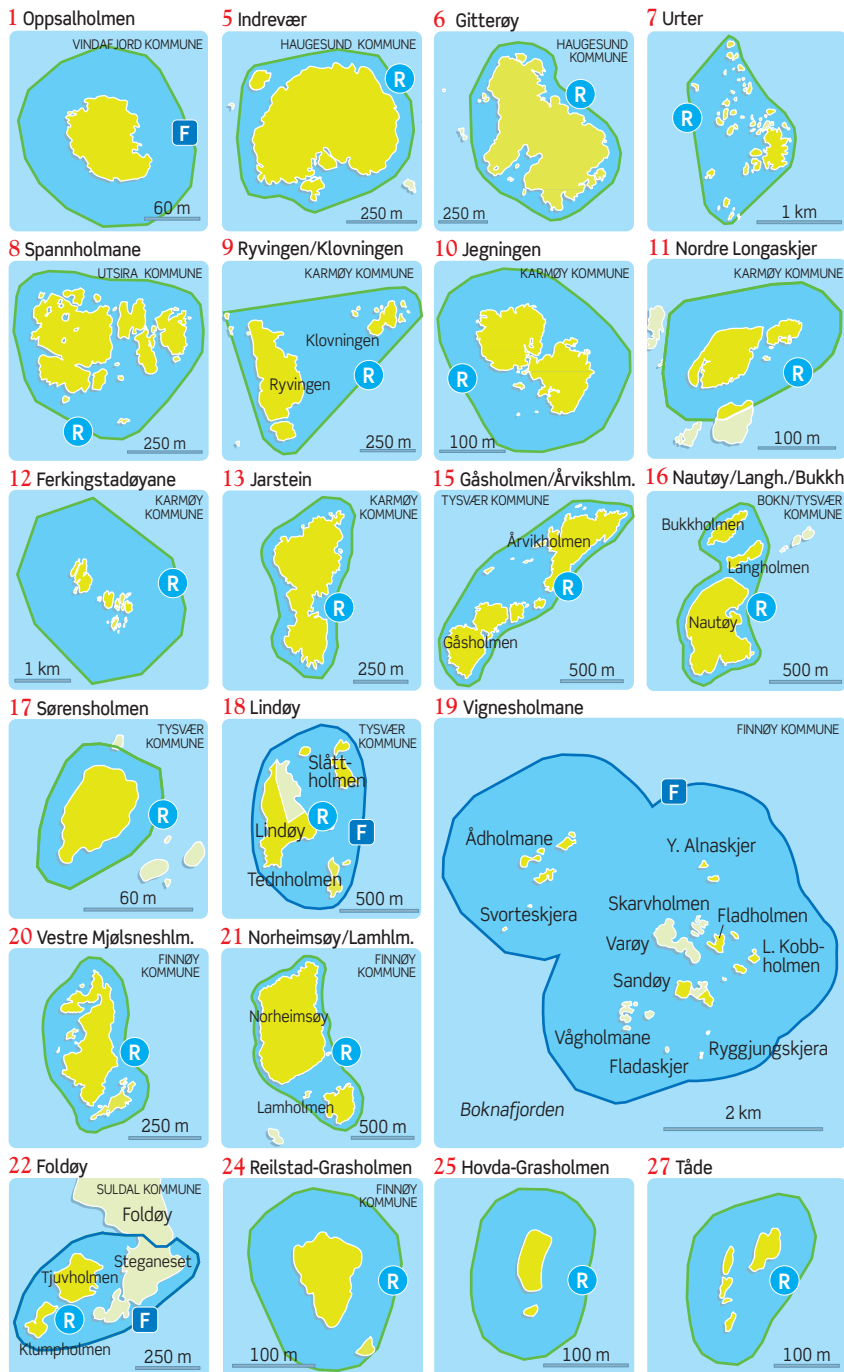 1 Oppsalholmen
VINDAFJORD KOMMUNE
F
60 m
5 Indrevær
HAUGESUND KOMMUNE
R
250 m
6 Gitterøy
HAUGESUND
KOMMUNE
R
250 m
7 Urter
R
1 km
8 Spannholmane
UTSIRA KOMMUNE
R
250 m
9 Ryvingen/Klovningen
KARMØY KOMMUNE
Klovningen
Ryvingen
R
250 m
10 Jegningen
KARMØY KOMMUNE
R
100 m
11 Nordre Longaskjer
KARMØY KOMMUNE
R
100 m
12 Ferkingstadøyane
KARMØY
KOMMUNE
R
1 km
13 Jarstein
KARMØY
KOMMUNE
R
250 m
15 Gåsholmen/Årvikshlm.
TYSVÆR KOMMUNE
Årvikholmen
R
Gåsholmen
500 m
16 Nautøy/Langh./Bukkh
BOKN/TYSVÆR
KOMMUNE
Bukkholmen
Langholmen
R
Nautøy
500 m
17 Sørensholmen
TYSVÆR
KOMMUNE
R
60 m
18 Lindøy
TYSVÆR
KOMMUNE
Slått-
holmen
R
Lindøy
F
Tednholmen
500 m
19 Vignesholmane
FINNØY KOMMUNE
F
Ådholmane
Y. Alnaskjer
Svorteskjera
Skarvholmen
Fladholmen
Varøy
L. Kobb-
holmen
Sandøy
Vågholmane
Fladaskjer
Ryggjungskjera
Boknafjorden
2 km
20 Vestre Mjølsneshlm.
FINNØY
KOMMUNE
R
250 m
21 Norheimsøy/Lamhlm.
FINNØY
KOMMUNE
Norheimsøy
R
Lamholmen
500 m
22 Foldøy
SULDAL KOMMUNE
Foldøy
Steganeset
Tjuvholmen
R
F
Klumpholmen
250 m
24 Reilstad-Grasholmen
FINNØY
KOMMUNE
R
100 m
25 Hovda-Grasholmen
R
100 m
27 Tåde
R
100 m